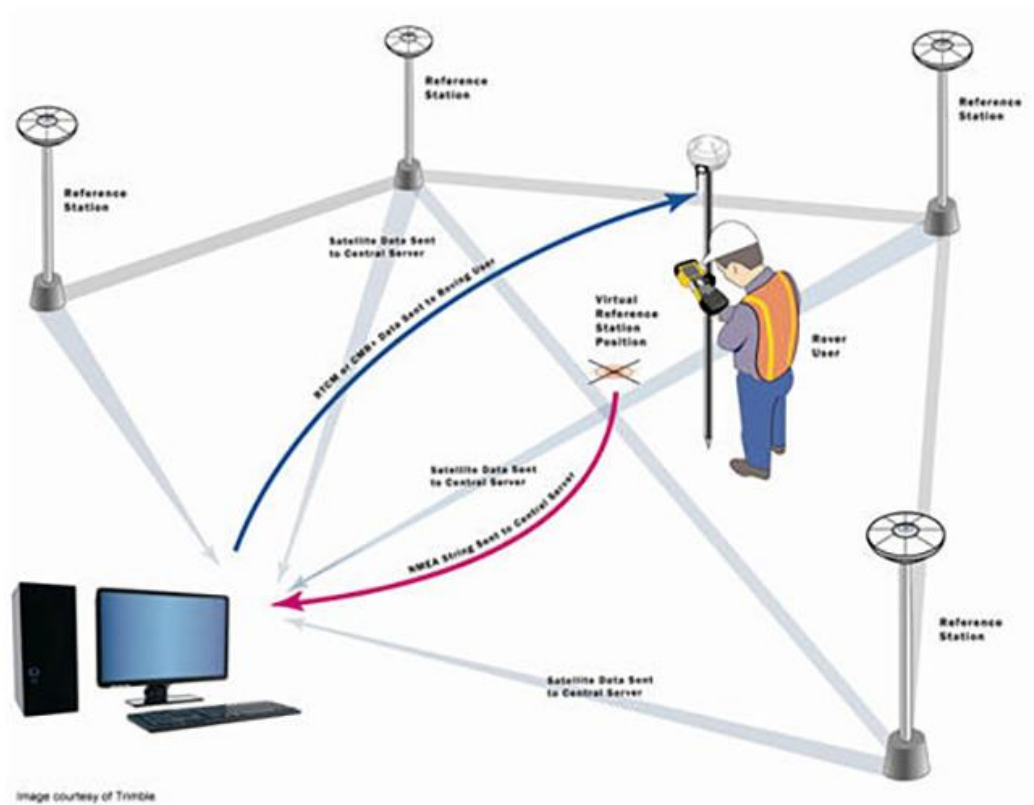 Reference
Station
Reference
Station
Reference
Station
Satellite Data Sent
to Central Server
RTCM or CMR+ Data Sent to Roving User
Virtual
Reference
Station
Position
Rover
User
Satellite Data Sent
to Central Server
NMEA String Sent to Central Server
Reference
Station
Satellite Data Sent
to Central Server
Image courtesy of Trimble